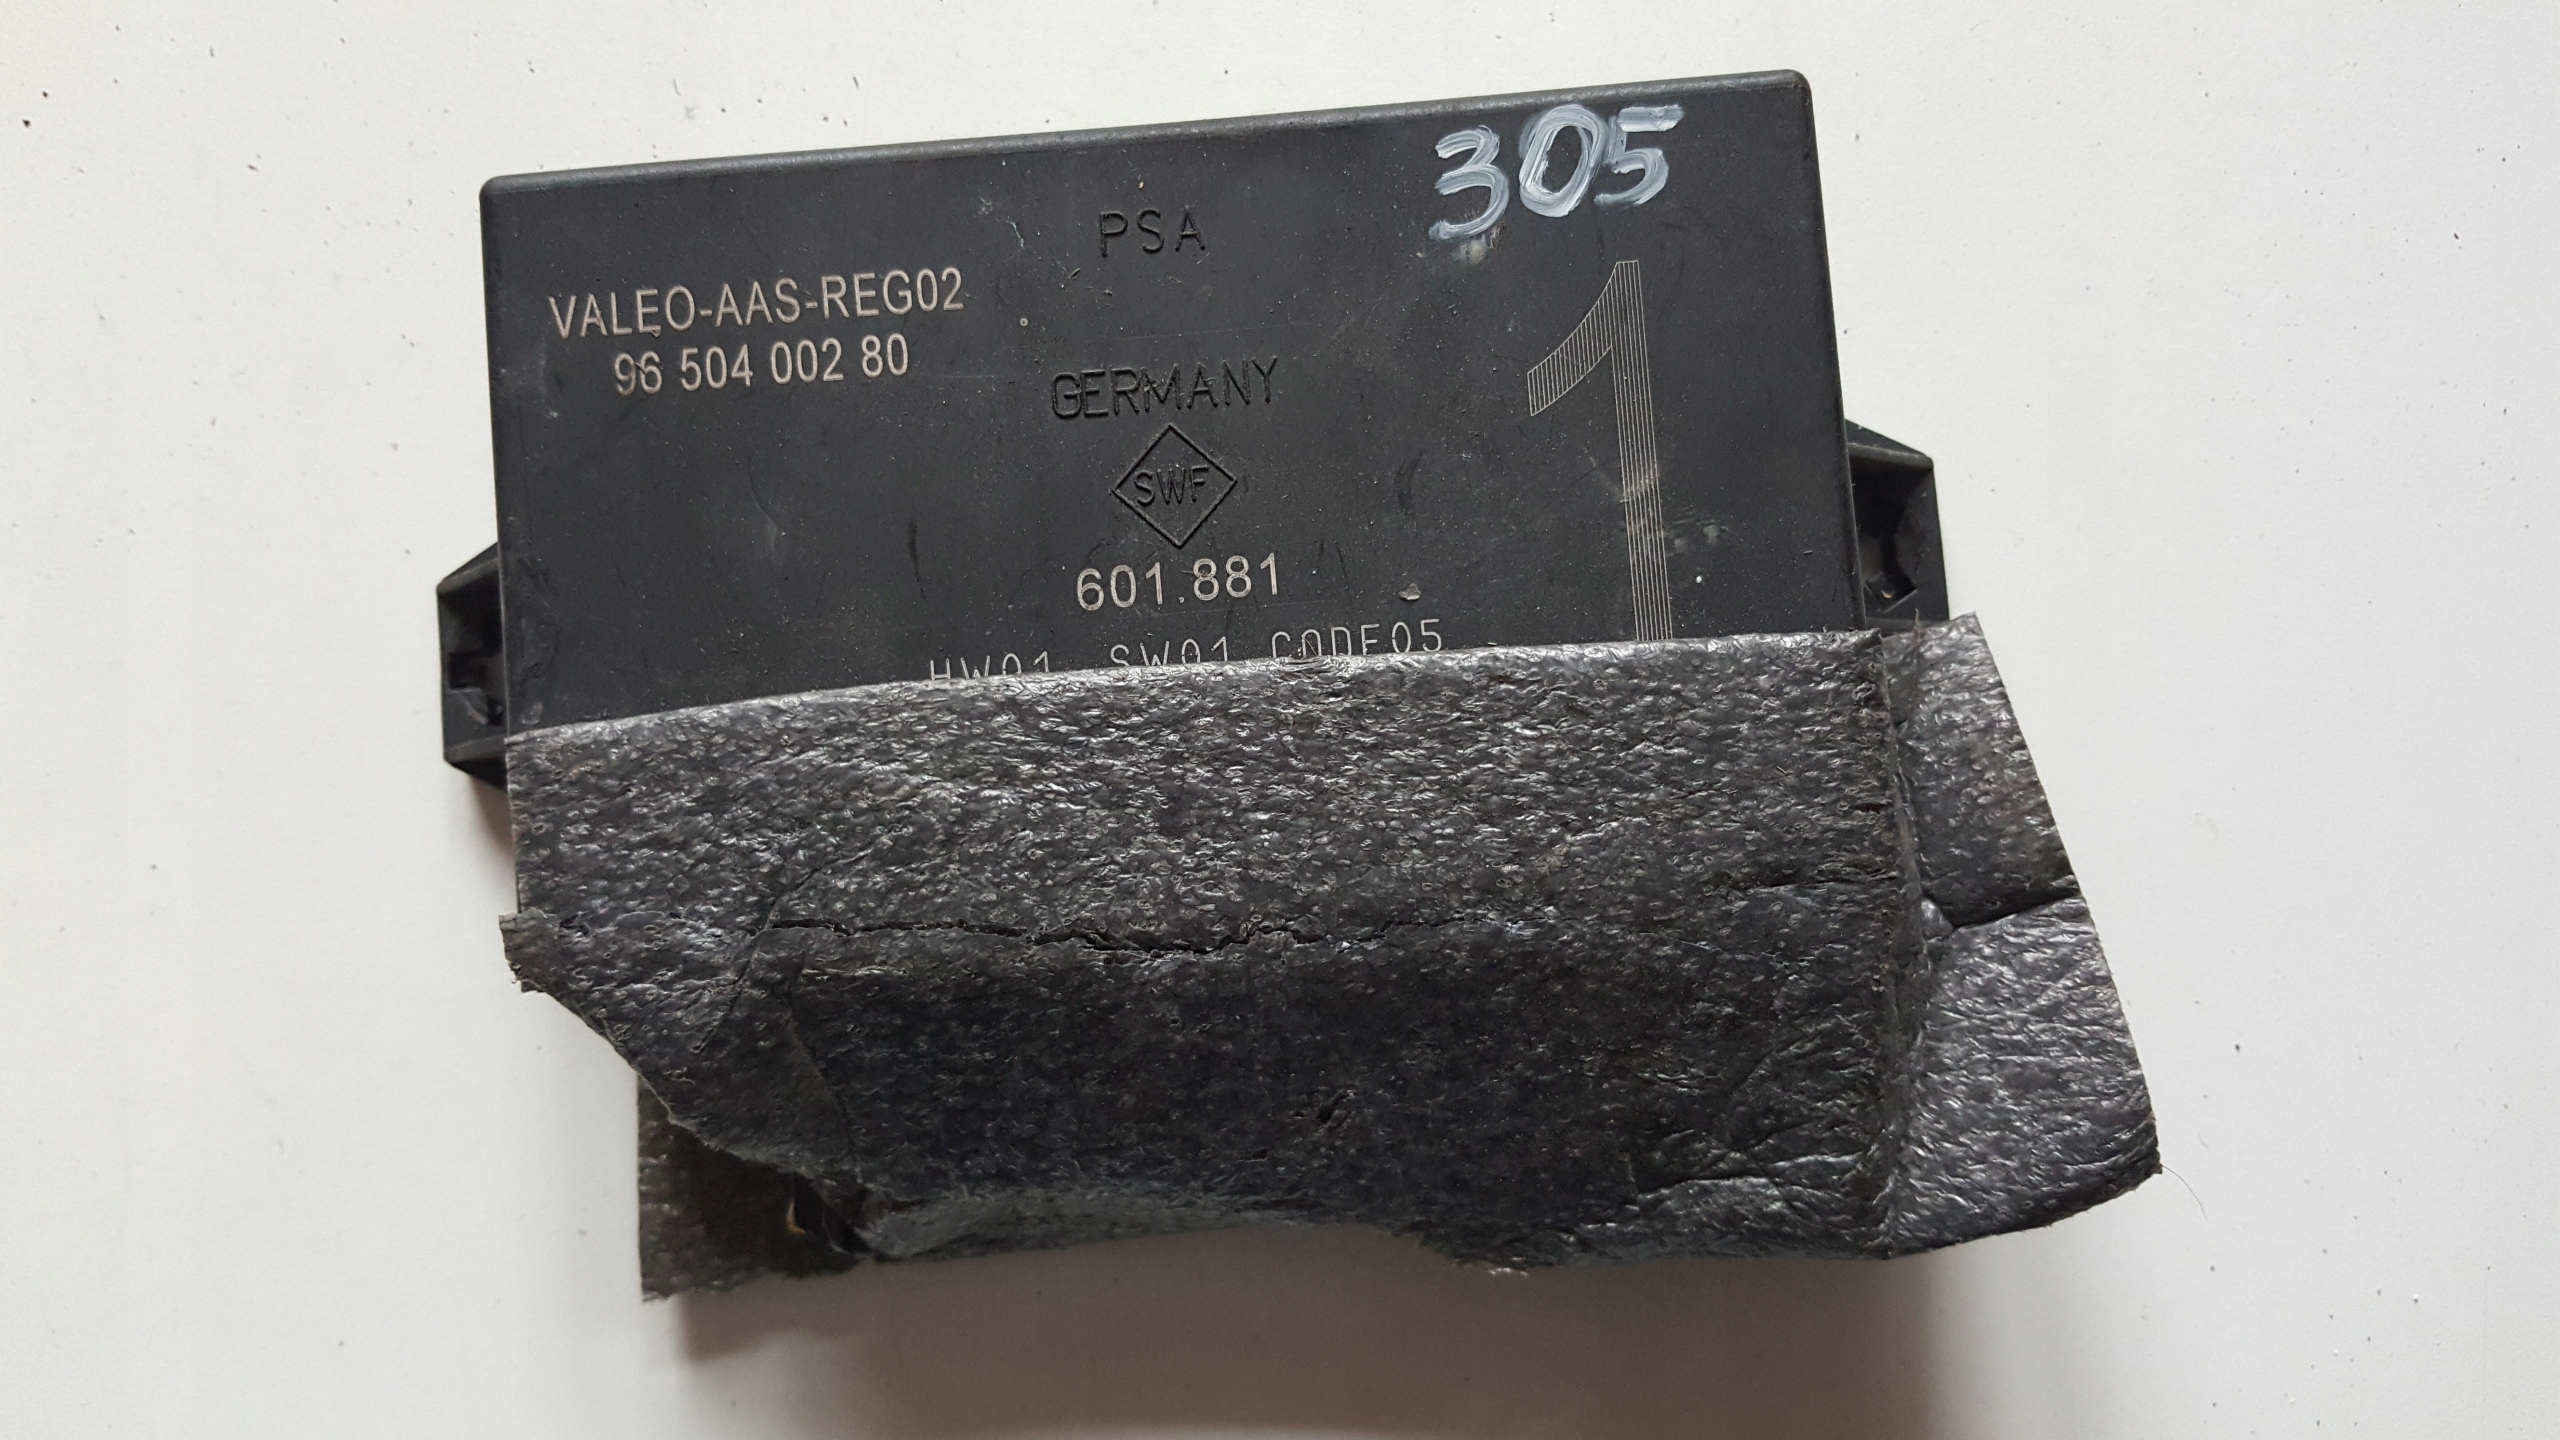 305
PSA
VALEO-AAS-REG02
96 504 002 80
1
GERMANY
SWF
601.881
HW01 SW01 CODE05